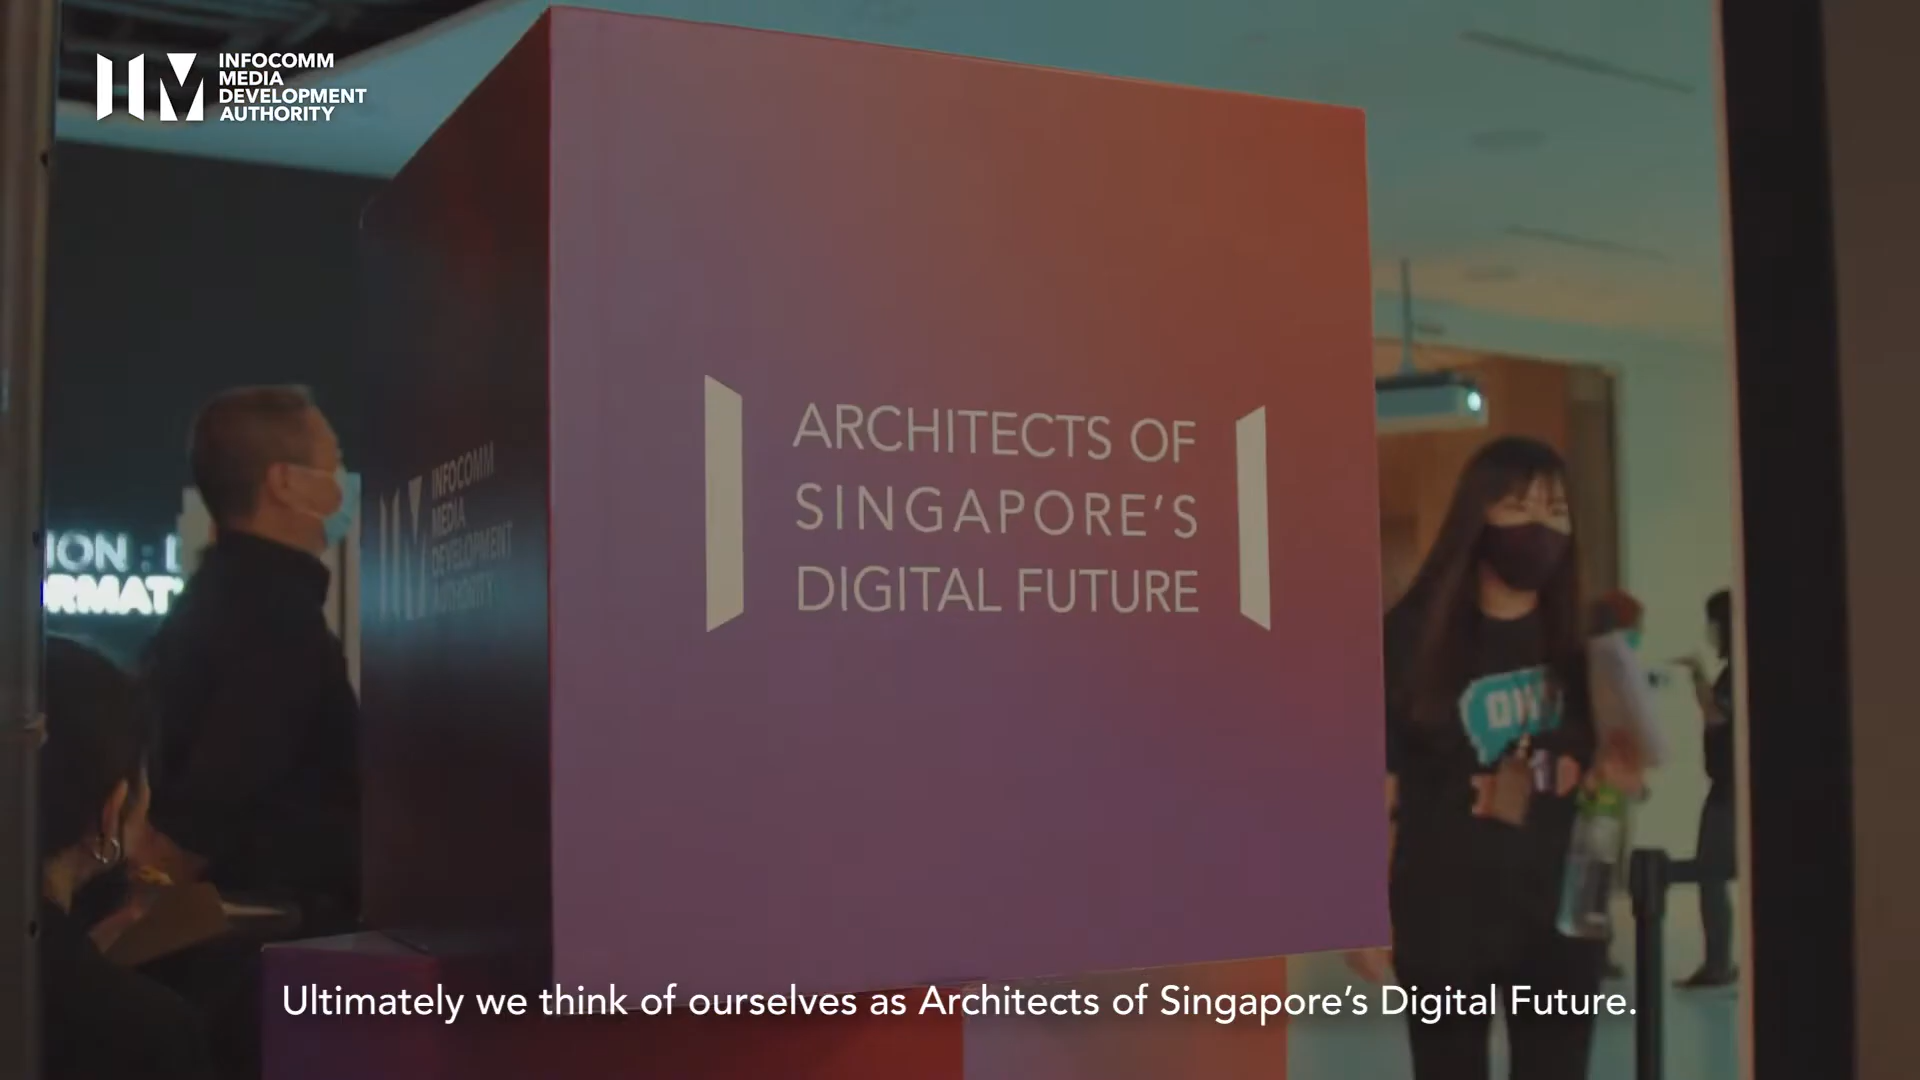 INFOCOMM
MEDIA
DEVELOPMENT
AUTHORITY
ARCHITECTS OF
SINGAPORE'S
DIGITAL FUTURE
INFOCOMM
MEDIA
DEVELOPMENT
AUTHORITY
Ultimately we think of ourselves as Architects of Singapore's Digital Future.